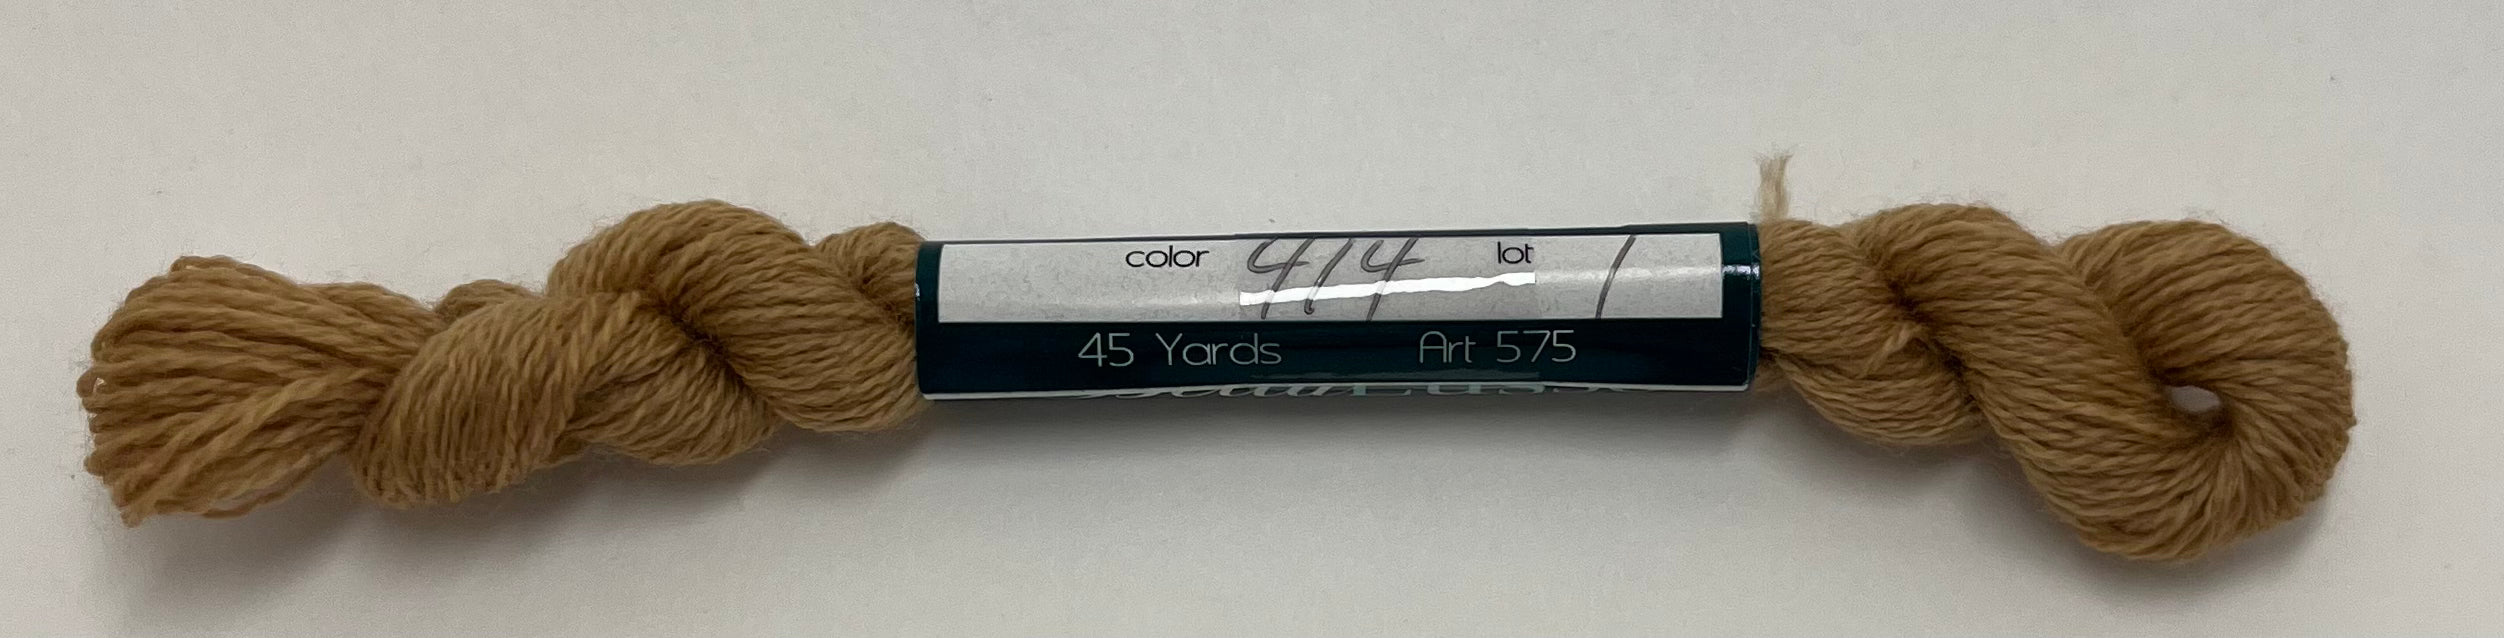 color 414 lot 1
45 Yards Art 575